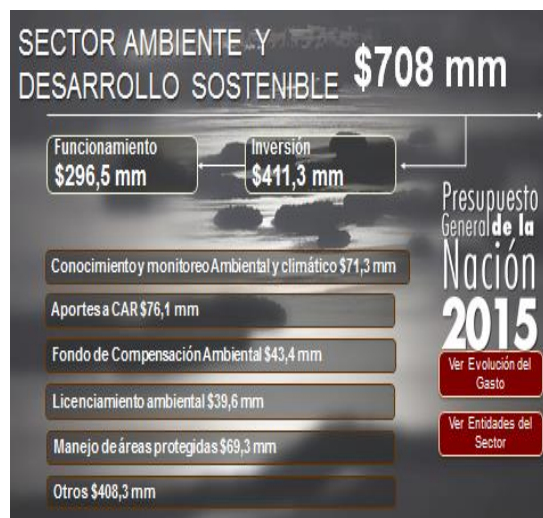 SECTOR AMBIENTE Y
DESARROLLO SOSTENIBLE
$708 mm
Funcionamiento
$296,5 mm
Inversión
$411,3 mm
Presupuesto
General de la
Nación
2015
Conocimiento y monitoreo Ambiental y climático $71,3 mm
Aportes a CAR $76,1 mm
Fondo de Compensación Ambiental $43,4 mm
Licenciamiento ambiental $39,6 mm
Manejo de áreas protegidas $69,3 mm
Otros $408,3 mm
Ver Evolución del
Gasto
Ver Entidades del
Sector